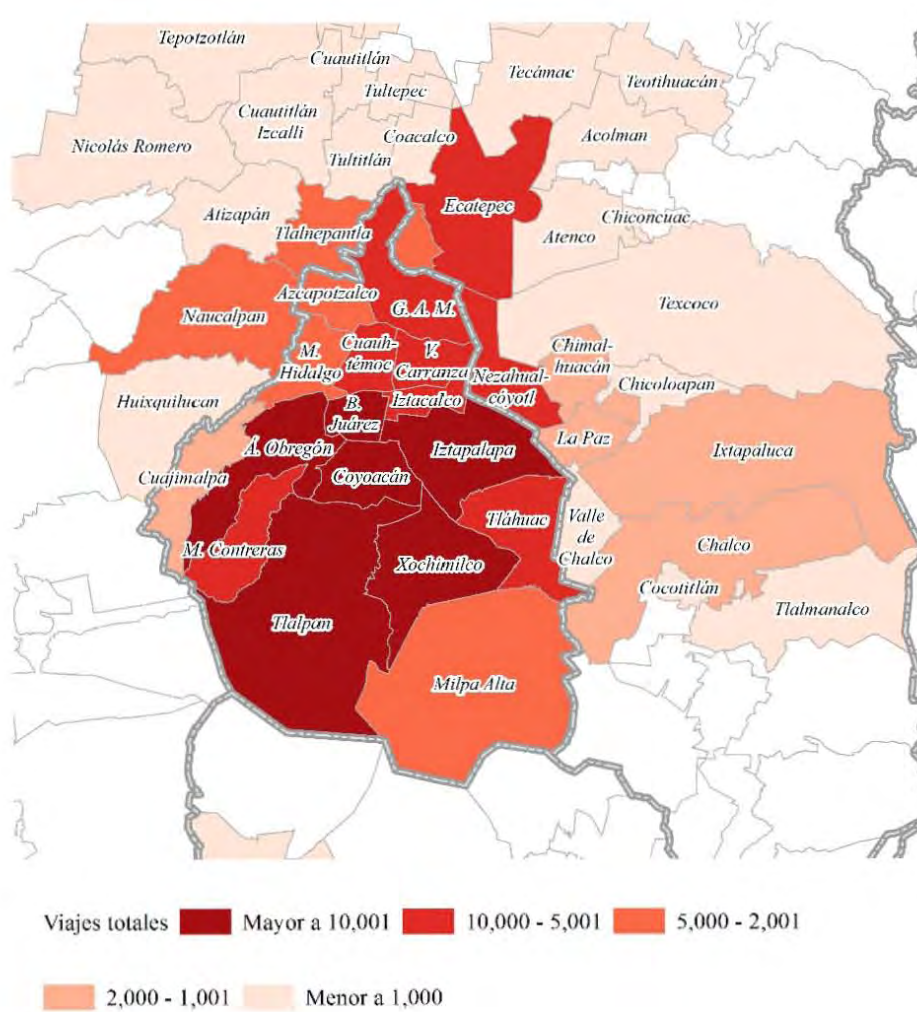 Tepotzotlán
Cuautitlán
Tecámac
Teotihuacán
Tultepec
Cuautitlán
Izcalli
Coacalco
Acolman
Nicolás Romero
Tultitlán
Ecatepec
Atizapán
Chiconcuac
Tlalnepantla
Atenco
Azcapotzalco
Texcoco
Naucalpan
G. A. M.
Cuauh-
témoc
V.
Carranza
M.
Hidalgo
Chimal-
huacán
Nezahual-
cóyotl
Chicoloapan
Huixquilucan
B.
Juárez
Iztacalco
La Paz
Á. Obregón
Iztapalapa
Ixtapaluca
Cuajimalpa
Coyoacán
Tláhuac
Valle
de
Chalco
M. Contreras
Xochimilco
Chalco
Cocotitlán
Tlalmanalco
Tlalpan
Milpa Alta
Viajes totales Mayor a 10,001 10,000 - 5,001 5,000 - 2,001
2,000 - 1,001 Menor a 1,000